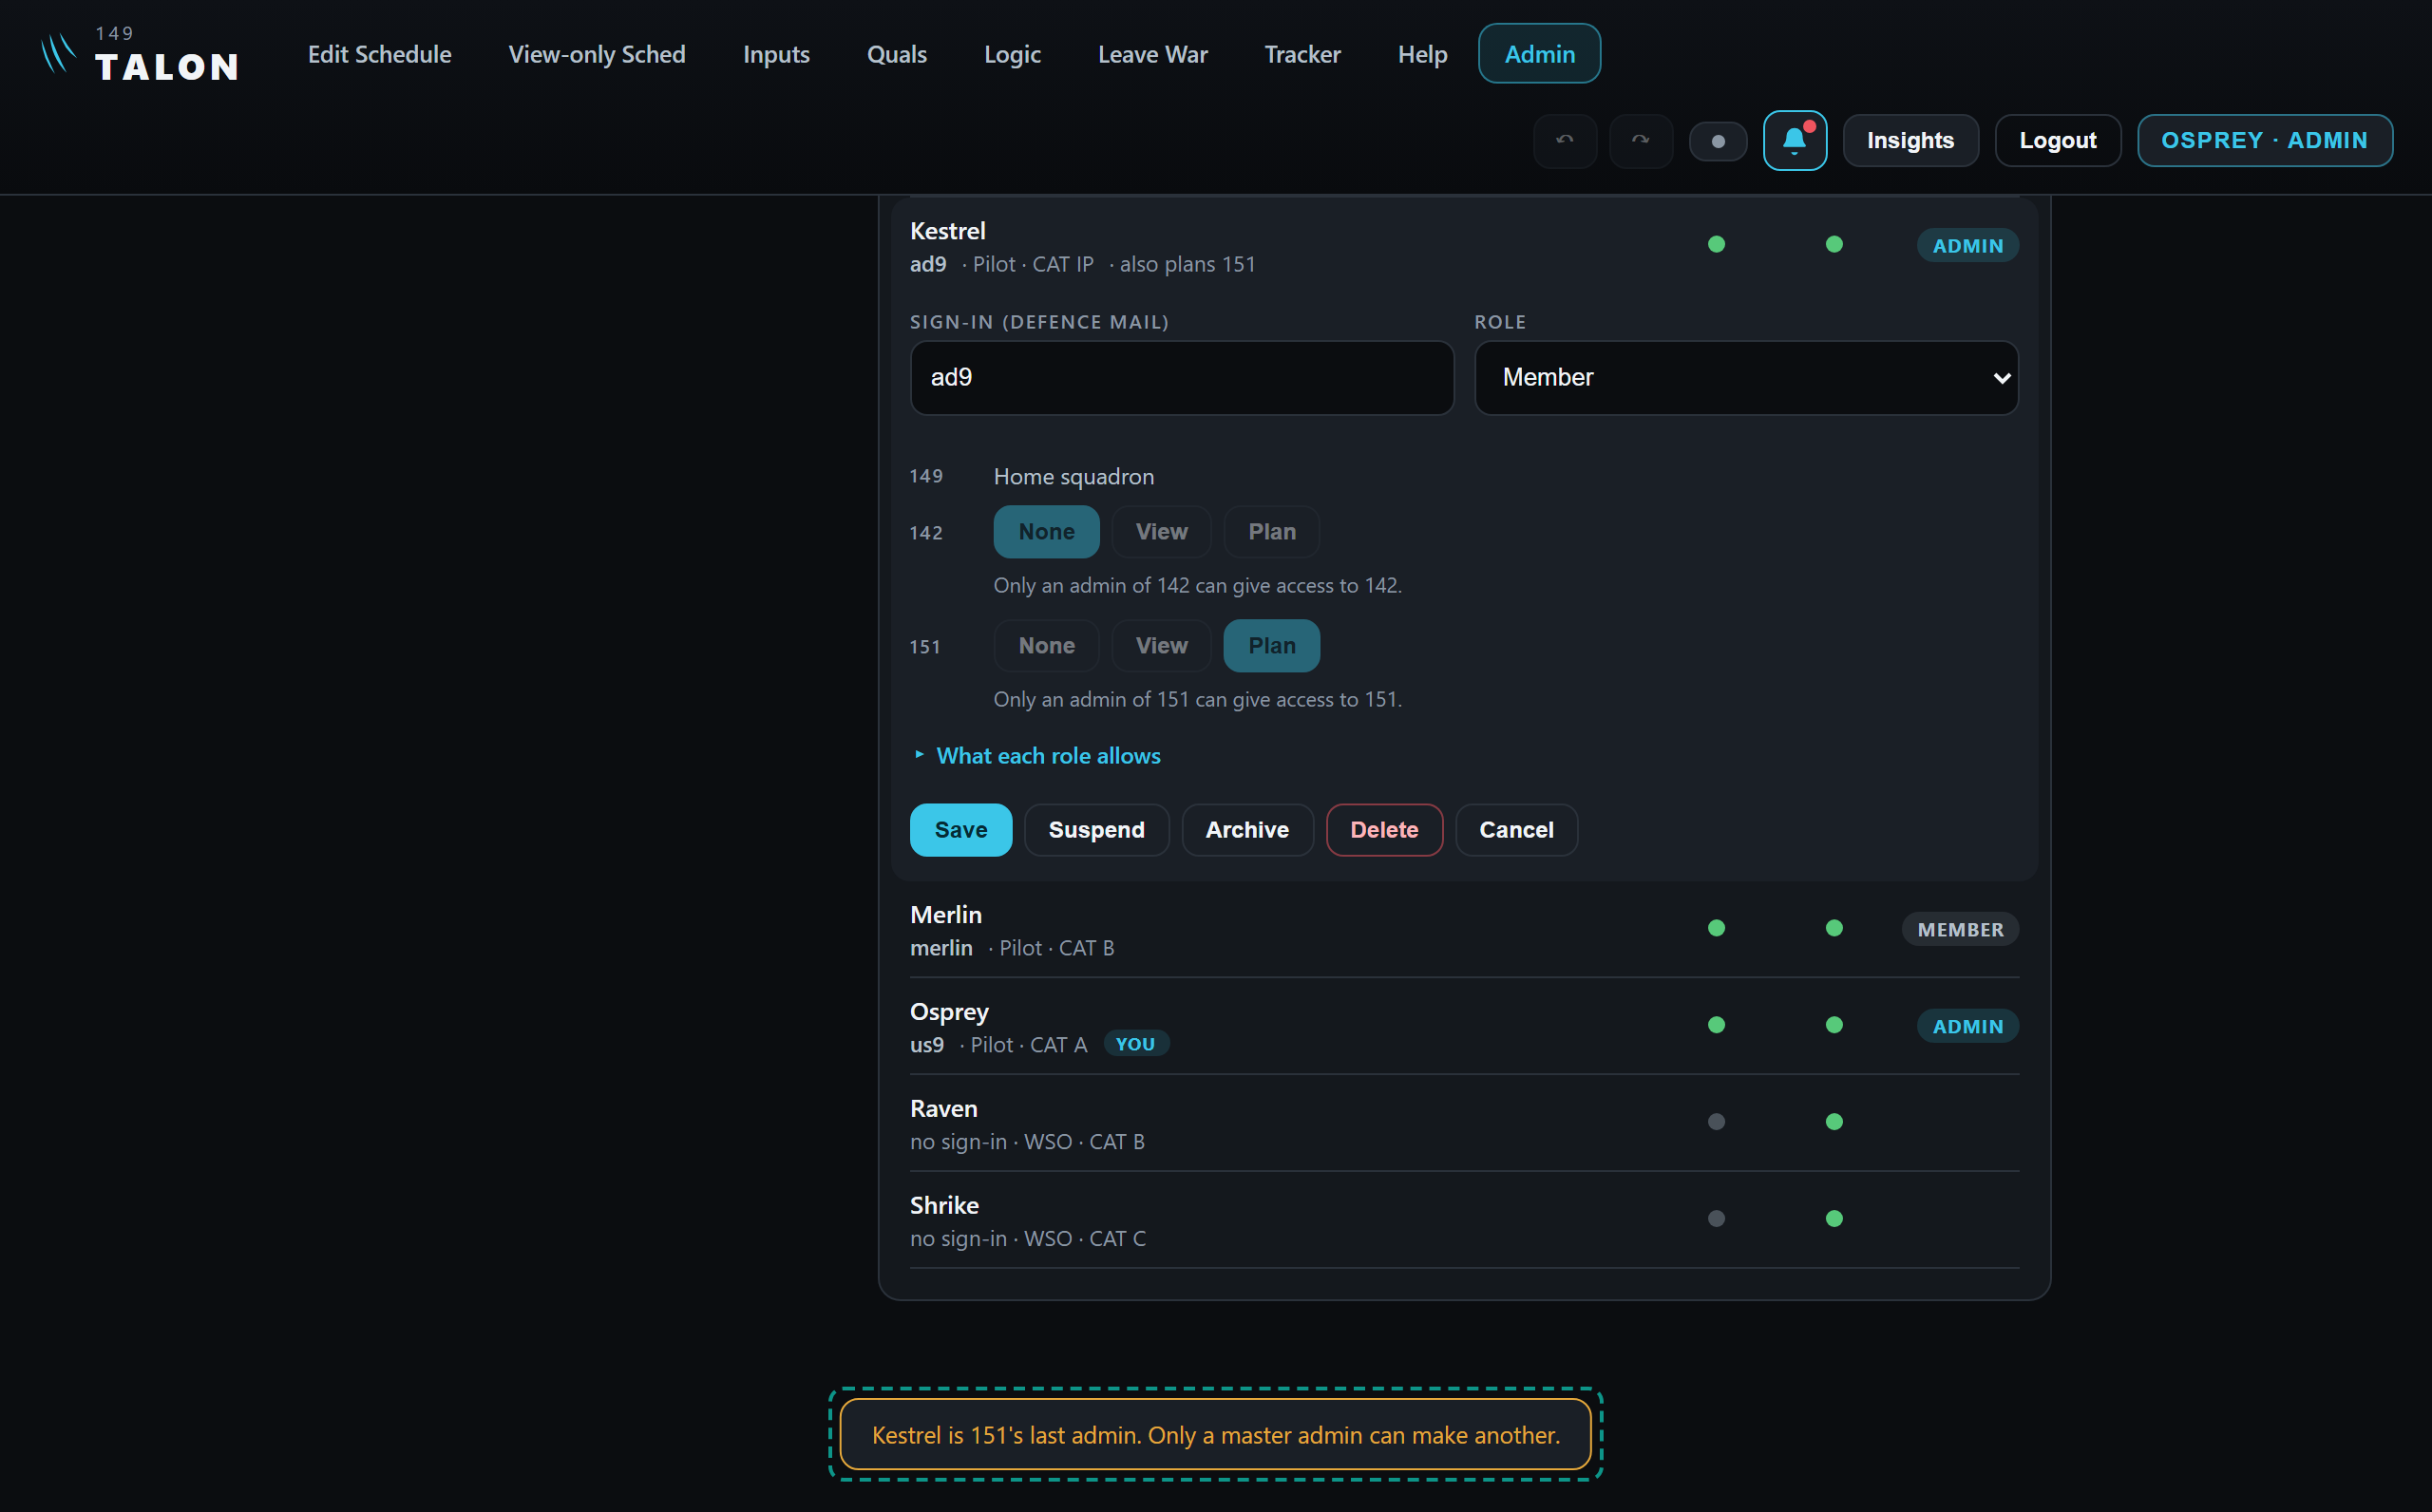 149
TALON
Edit Schedule
View-only Sched
Inputs
Quals
Logic
Leave War
Tracker
Help
Admin
Insights
Logout
OSPREY · ADMIN
Kestrel
ad9 · Pilot · CAT IP · also plans 151
ADMIN
SIGN-IN (DEFENCE MAIL)
ROLE
ad9
Member
149
Home squadron
142
None
View
Plan
Only an admin of 142 can give access to 142.
151
None
View
Plan
Only an admin of 151 can give access to 151.
What each role allows
Save
Suspend
Archive
Delete
Cancel
Merlin
merlin · Pilot · CAT B
MEMBER
Osprey
us9 · Pilot · CAT A YOU
ADMIN
Raven
no sign-in · WSO · CAT B
Shrike
no sign-in · WSO · CAT C
Kestrel is 151's last admin. Only a master admin can make another.